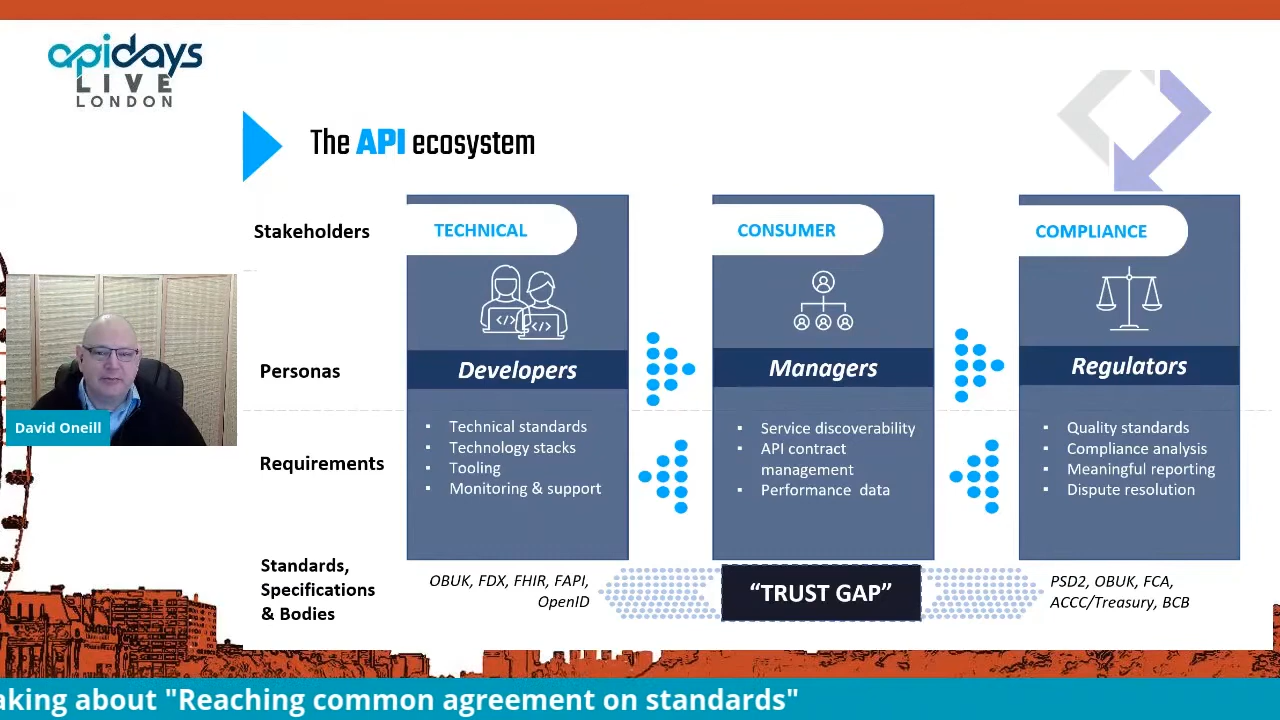 apidays
LIVE
LONDON
The API ecosystem
Stakeholders
TECHNICAL
CONSUMER
COMPLIANCE
Personas
Developers
Managers
Regulators
Requirements
▪ Technical standards
▪ Technology stacks
▪ Tooling
▪ Monitoring & support
▪ Service discoverability
▪ API contract
management
▪ Performance data
▪ Quality standards
▪ Compliance analysis
▪ Meaningful reporting
▪ Dispute resolution
Standards,
Specifications
& Bodies
OBUK, FDX, FHIR, FAPI,
OpenID
“TRUST GAP”
PSD2, OBUK, FCA,
ACCC/Treasury, BCB
David Oneill
aking about "Reaching common agreement on standards"